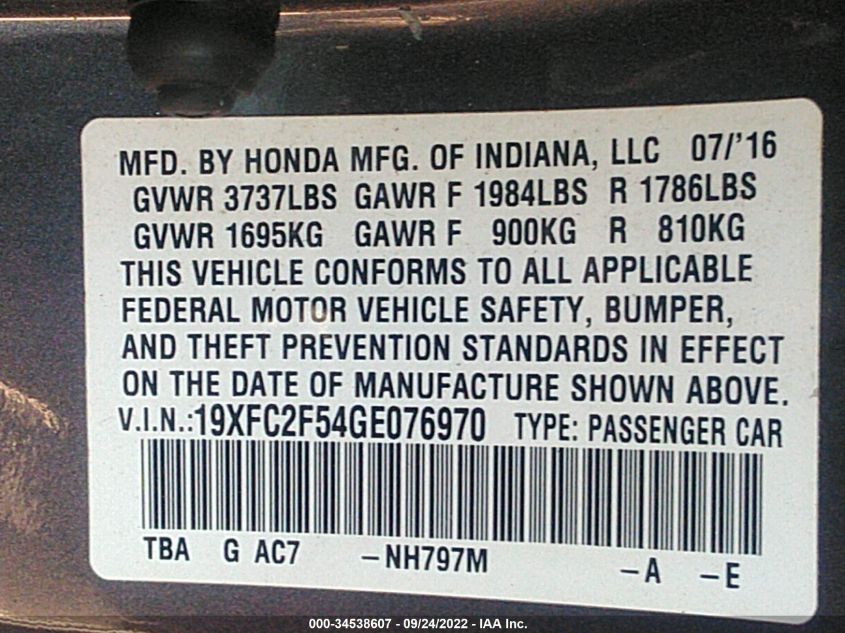 MFD. BY HONDA MFG. OF INDIANA, LLC 07/'16
GVWR 3737LBS GAWR F 1984LBS R 1786LBS
GVWR 1695KG GAWR F 900KG R 810KG
THIS VEHICLE CONFORMS TO ALL APPLICABLE
FEDERAL MOTOR VEHICLE SAFETY, BUMPER,
AND THEFT PREVENTION STANDARDS IN EFFECT
ON THE DATE OF MANUFACTURE SHOWN ABOVE.
V.I.N.:19XFC2F54GE076970 TYPE: PASSENGER CAR
TBA G AC7 -NH797M -A -E
000-34538607 - 09/24/2022 - IAA Inc.